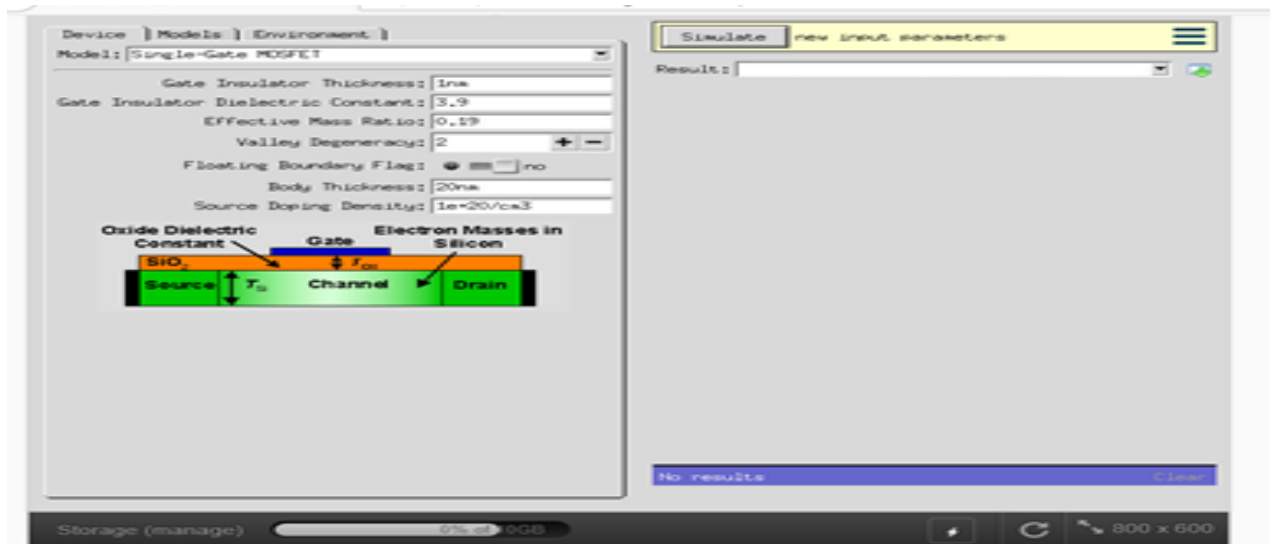 Device Models Environment
Model: Single-Gate MOSFET
Gate Insulator Thickness: 1nm
Gate Insulator Dielectric Constant: 3.9
Effective Mass Ratio: 0.19
Valley Degeneracy: 2 + -
Floating Boundary Flag: no
Body Thickness: 20nm
Source Doping Density: 1e+20/cm3
Oxide Dielectric Constant
Gate
Electron Masses in Silicon
SiO2
Tox
Source
TSi
Channel
Drain
Simulate new input parameters
Result:
No results Clear
Storage (manage) 0% of 10GB 800 x 600